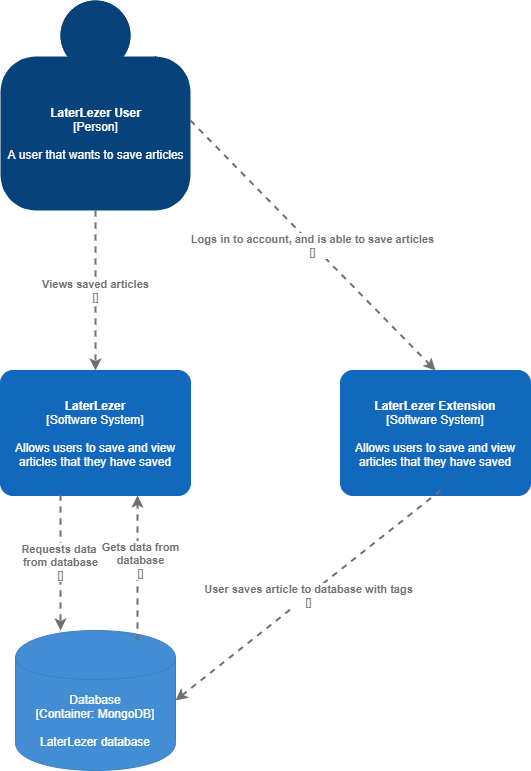 LaterLezer User
[Person]
A user that wants to save articles
Logs in to account, and is able to save articles
[]
Views saved articles
[]
LaterLezer
[Software System]
Allows users to save and view
articles that they have saved
LaterLezer Extension
[Software System]
Allows users to save and view
articles that they have saved
Requests data
from database
[]
Gets data from
database
[]
User saves article to database with tags
[]
Database
[Container: MongoDB]
LaterLezer database